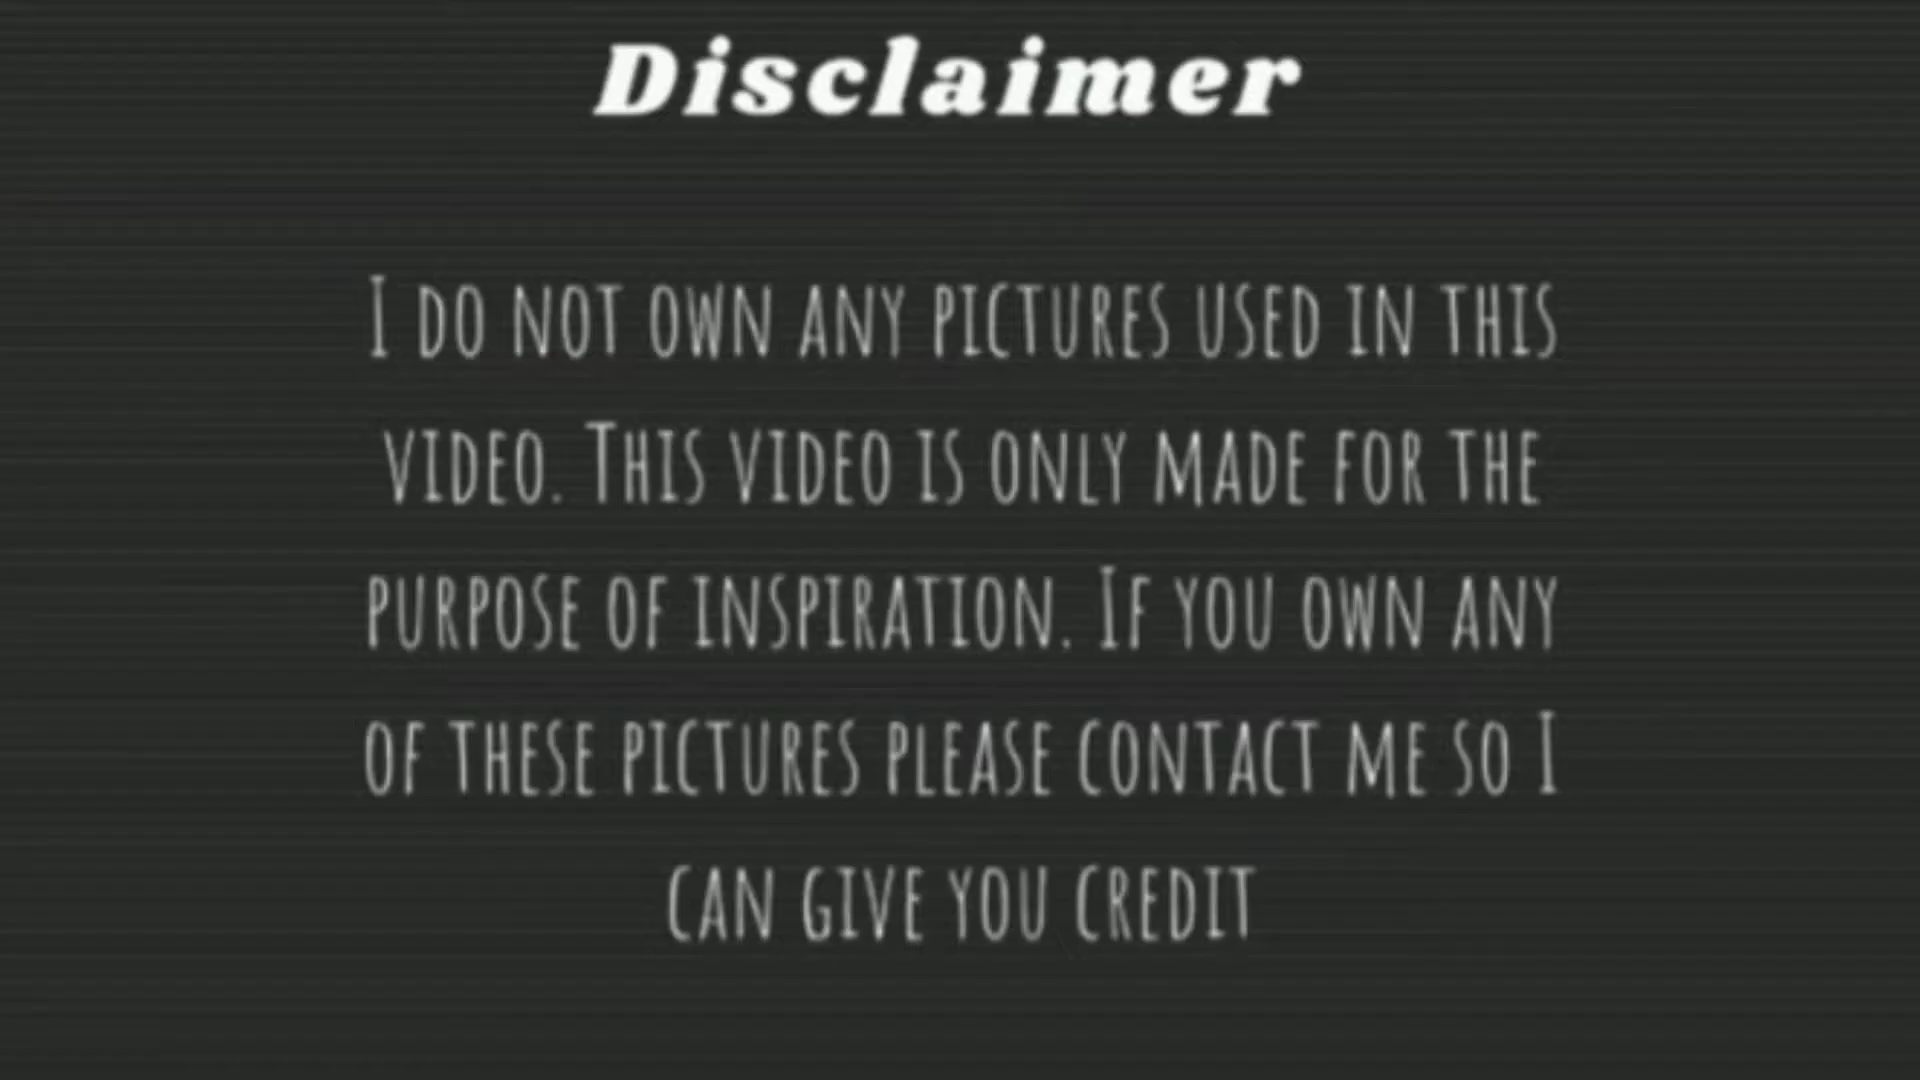 Disclaimer
I DO NOT OWN ANY PICTURES USED IN THIS
VIDEO. THIS VIDEO IS ONLY MADE FOR THE
PURPOSE OF INSPIRATION. IF YOU OWN ANY
OF THESE PICTURES PLEASE CONTACT ME SO I
CAN GIVE YOU CREDIT